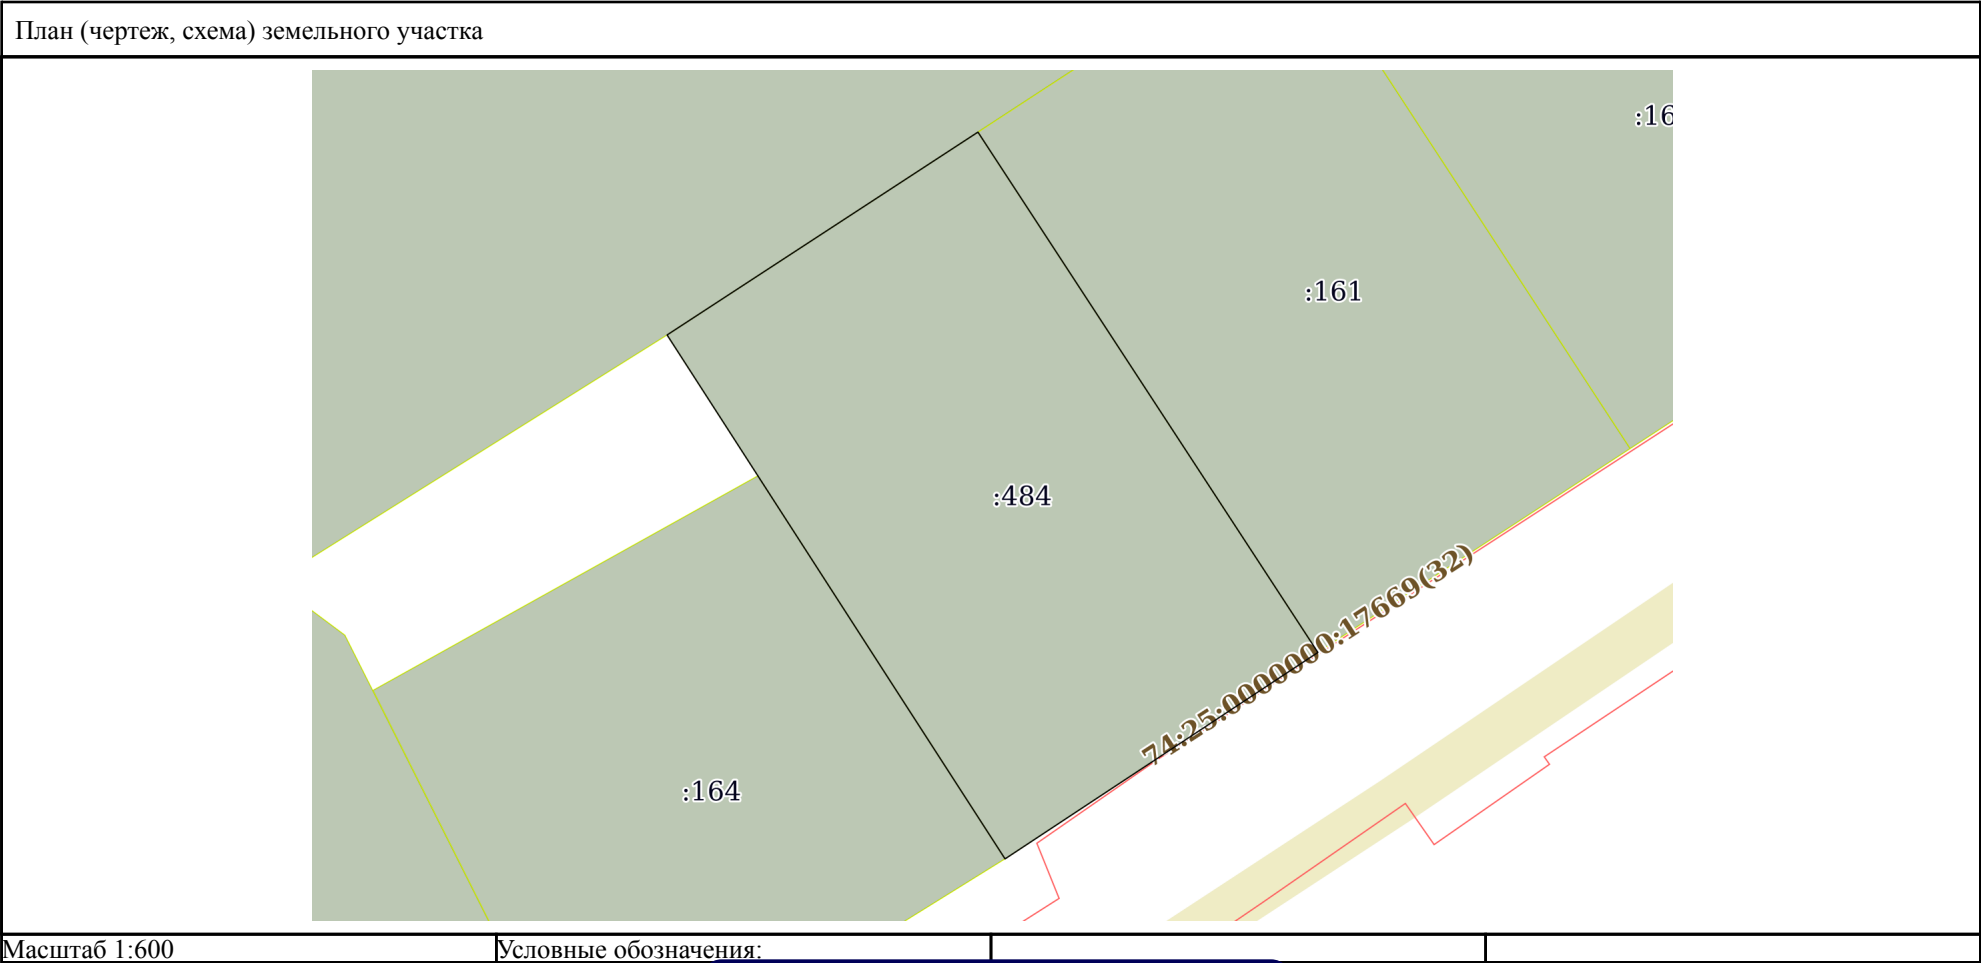 План (чертеж, схема) земельного участка
:16
:161
:484
74:25:0000000:17669(32)
:164
Масштаб 1:600
Условные обозначения: